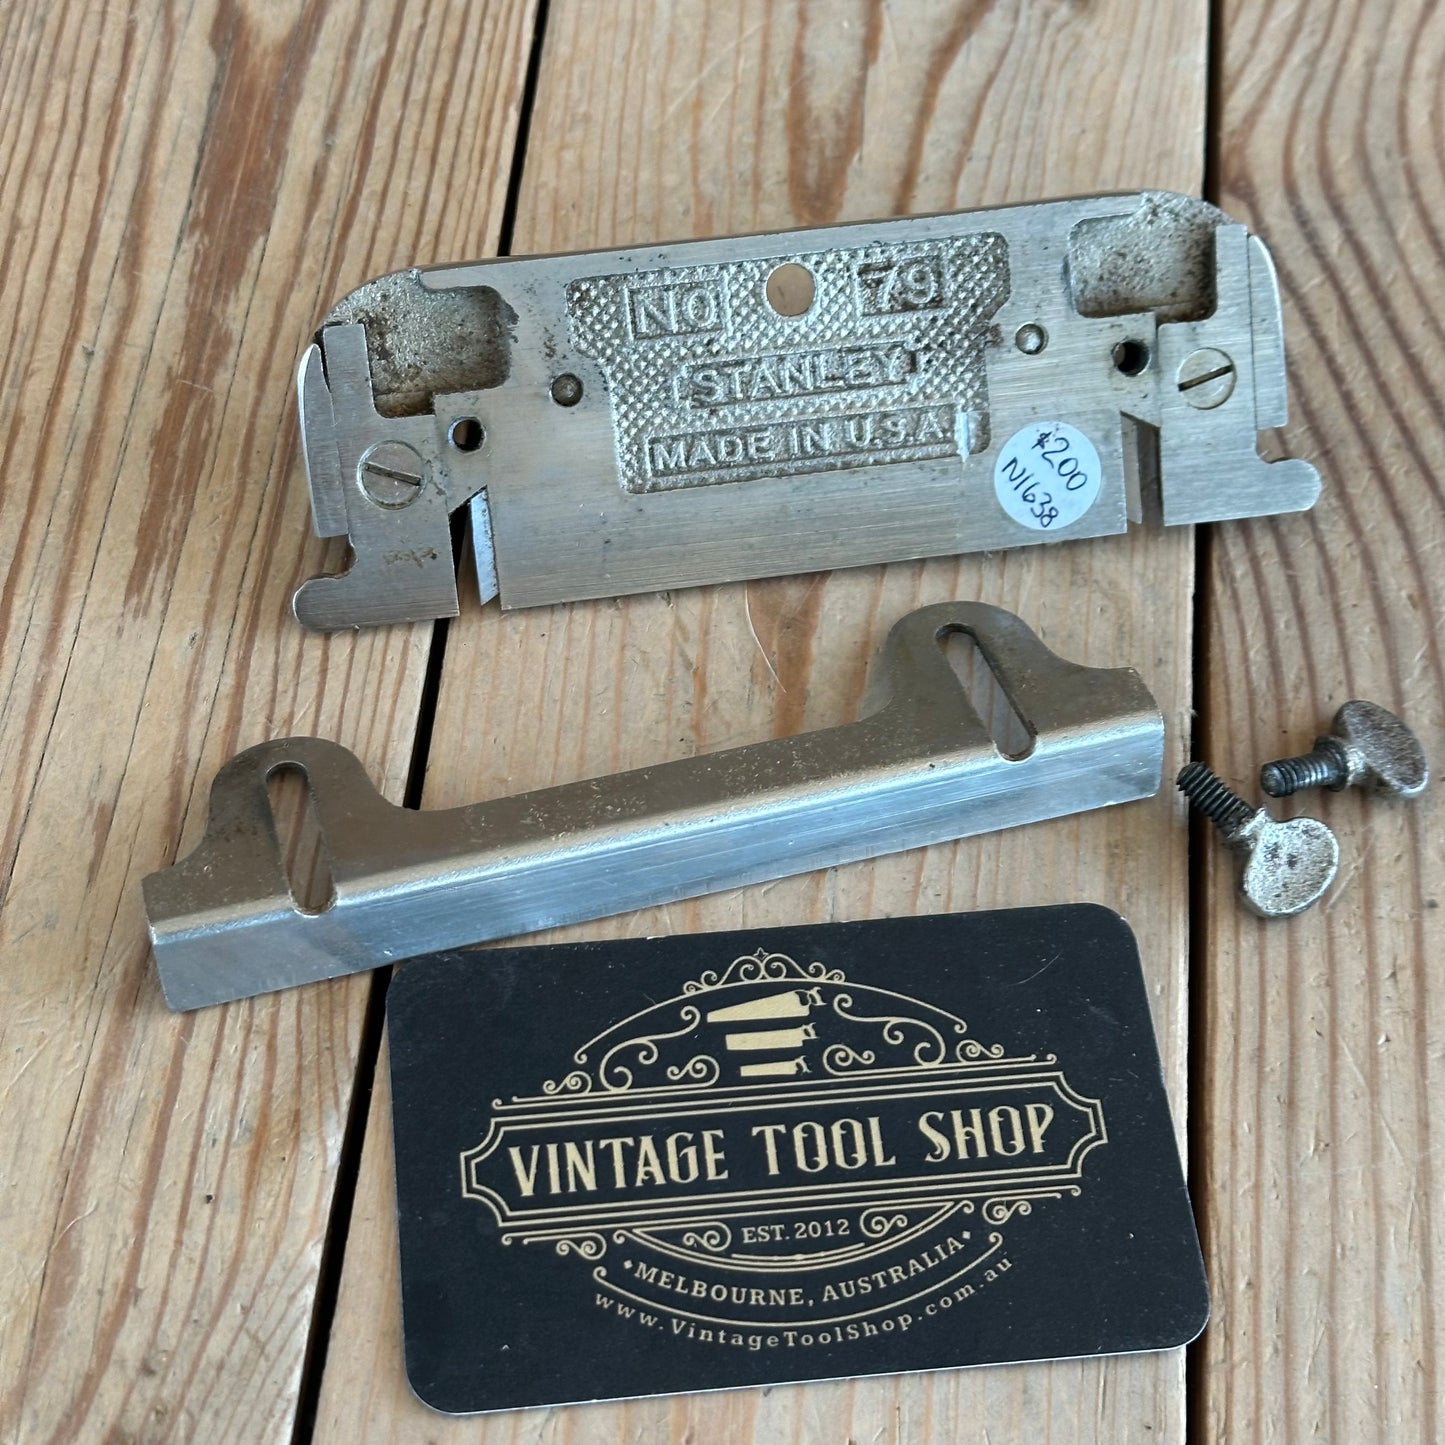 NO 79
STANLEY
MADE IN U.S.A.
$200
N1638
VINTAGE TOOL SHOP
EST. 2012
•MELBOURNE, AUSTRALIA•
www.VintageToolShop.com.au